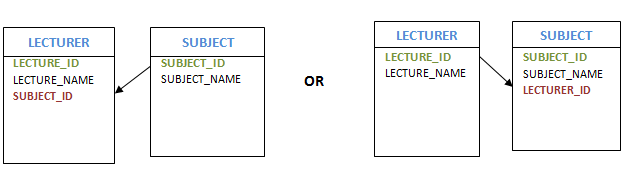 LECTURER
LECTURE_ID
LECTURE_NAME
SUBJECT_ID
SUBJECT
SUBJECT_ID
SUBJECT_NAME
OR
LECTURER
LECTURE_ID
LECTURE_NAME
SUBJECT
SUBJECT_ID
SUBJECT_NAME
LECTURER_ID